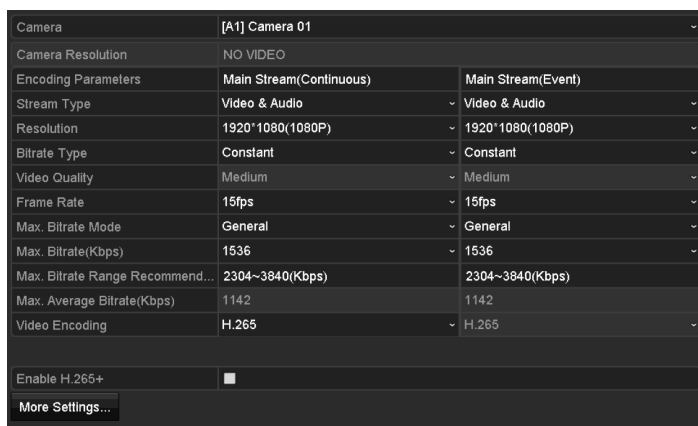 Camera [A1] Camera 01
Camera Resolution NO VIDEO
Encoding Parameters Main Stream(Continuous) Main Stream(Event)
Stream Type Video & Audio Video & Audio
Resolution 1920*1080(1080P) 1920*1080(1080P)
Bitrate Type Constant Constant
Video Quality Medium Medium
Frame Rate 15fps 15fps
Max. Bitrate Mode General General
Max. Bitrate(Kbps) 1536 1536
Max. Bitrate Range Recommend... 2304~3840(Kbps) 2304~3840(Kbps)
Max. Average Bitrate(Kbps) 1142 1142
Video Encoding H.265 H.265
Enable H.265+
More Settings...